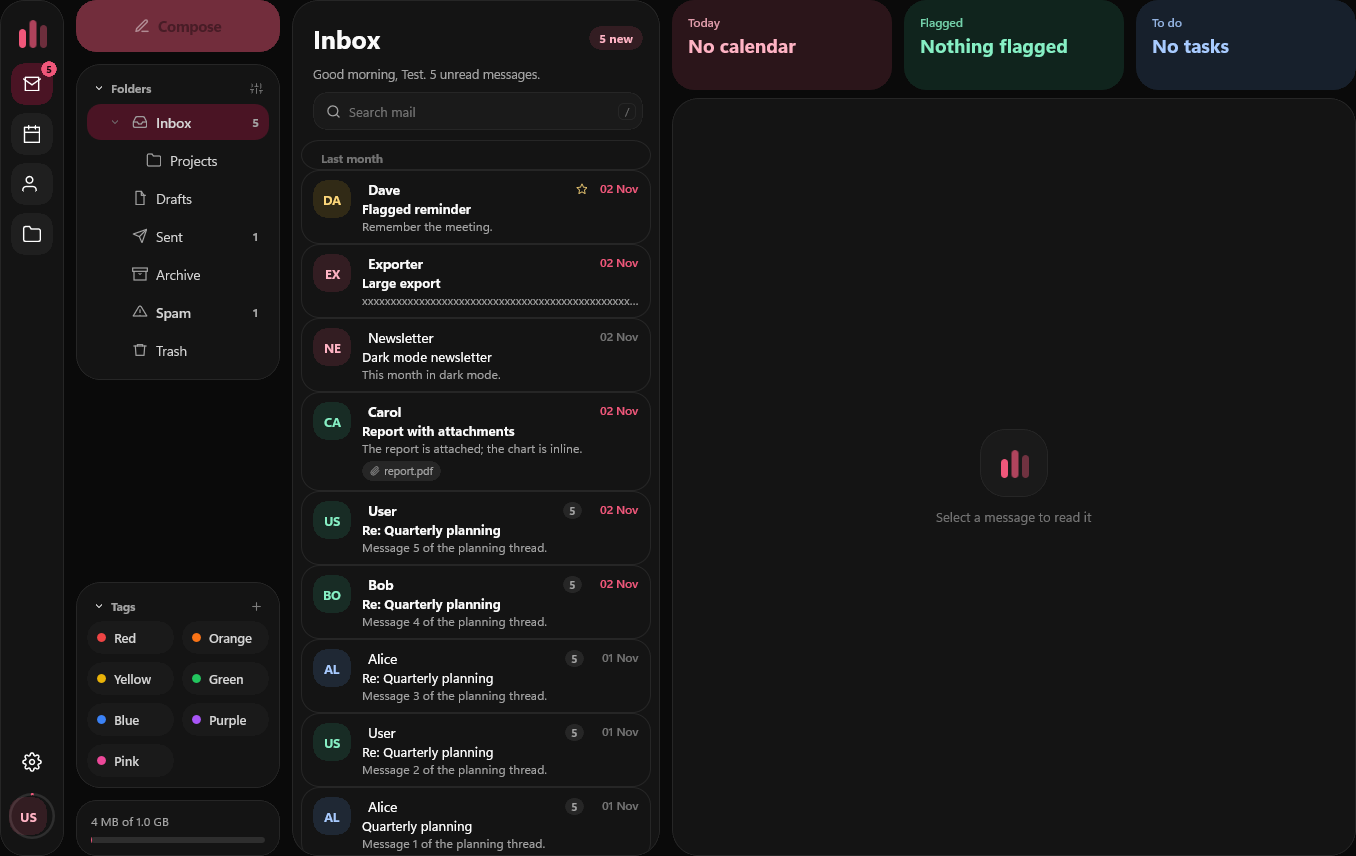 5
US
Compose
Folders
Inbox 5
Projects
Drafts
Sent 1
Archive
Spam 1
Trash
Tags
Red
Orange
Yellow
Green
Blue
Purple
Pink
4 MB of 1.0 GB
Inbox
5 new
Good morning, Test. 5 unread messages.
Search mail /
Last month
DA
Dave 02 Nov
Flagged reminder
Remember the meeting.
EX
Exporter 02 Nov
Large export
xxxxxxxxxxxxxxxxxxxxxxxxxxxxxxxxxxxxxxxxxxxxxx...
NE
Newsletter 02 Nov
Dark mode newsletter
This month in dark mode.
CA
Carol 02 Nov
Report with attachments
The report is attached; the chart is inline.
report.pdf
US
User 5 02 Nov
Re: Quarterly planning
Message 5 of the planning thread.
BO
Bob 5 02 Nov
Re: Quarterly planning
Message 4 of the planning thread.
AL
Alice 5 01 Nov
Re: Quarterly planning
Message 3 of the planning thread.
US
User 5 01 Nov
Re: Quarterly planning
Message 2 of the planning thread.
AL
Alice 5 01 Nov
Quarterly planning
Message 1 of the planning thread.
Today
No calendar
Flagged
Nothing flagged
To do
No tasks
Select a message to read it